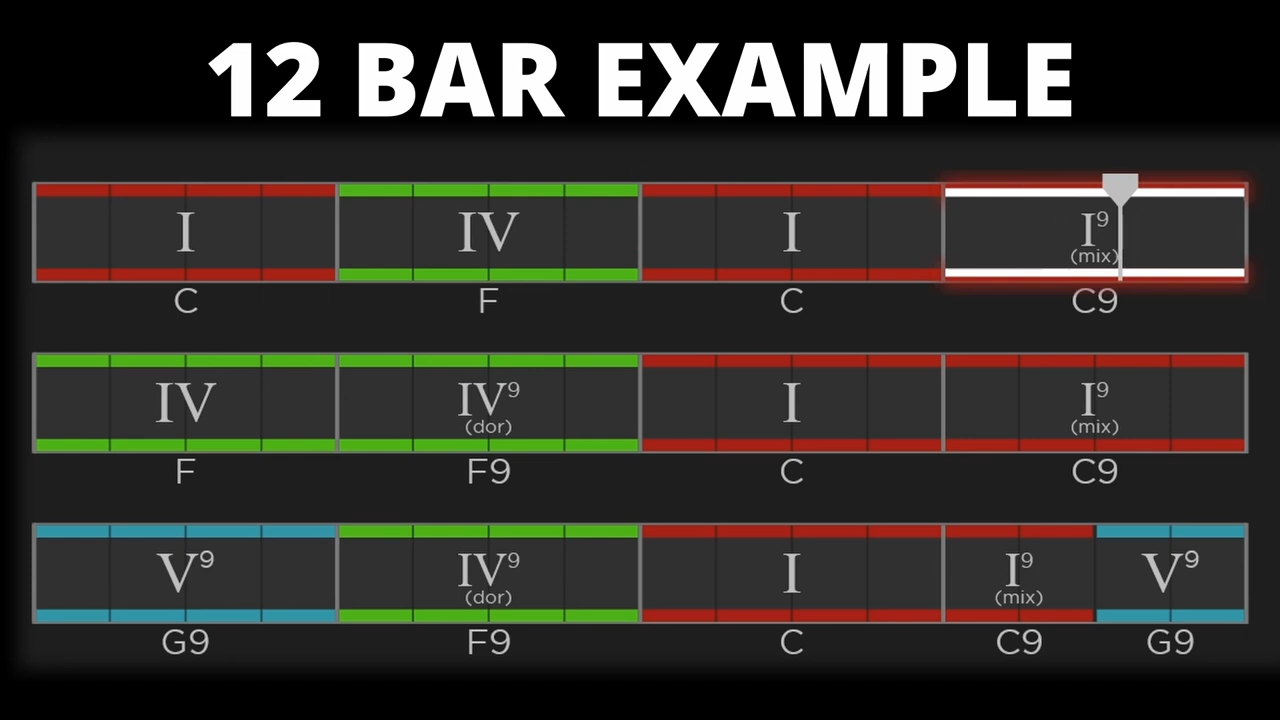 12 BAR EXAMPLE
I IV I I⁹
(mix)
C F C C9
IV IV⁹ I I⁹
(dor) (mix)
F F9 C C9
V⁹ IV⁹ I I⁹ V⁹
(dor) (mix)
G9 F9 C C9 G9